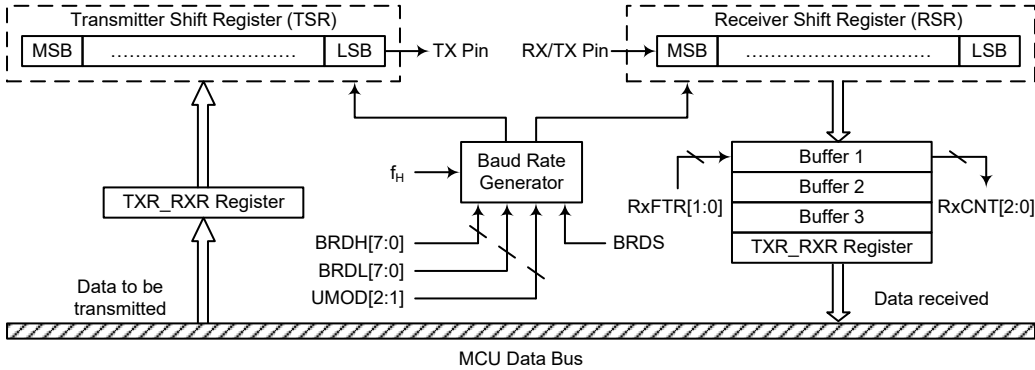 Transmitter Shift Register (TSR)
MSB ........................... LSB
TX Pin
Receiver Shift Register (RSR)
RX/TX Pin
MSB ........................... LSB
Baud Rate
Generator
fH
BRDH[7:0]
BRDL[7:0]
UMOD[2:1]
BRDS
TXR_RXR Register
Data to be
transmitted
Buffer 1
Buffer 2
Buffer 3
TXR_RXR Register
RxFTR[1:0]
RxCNT[2:0]
Data received
MCU Data Bus